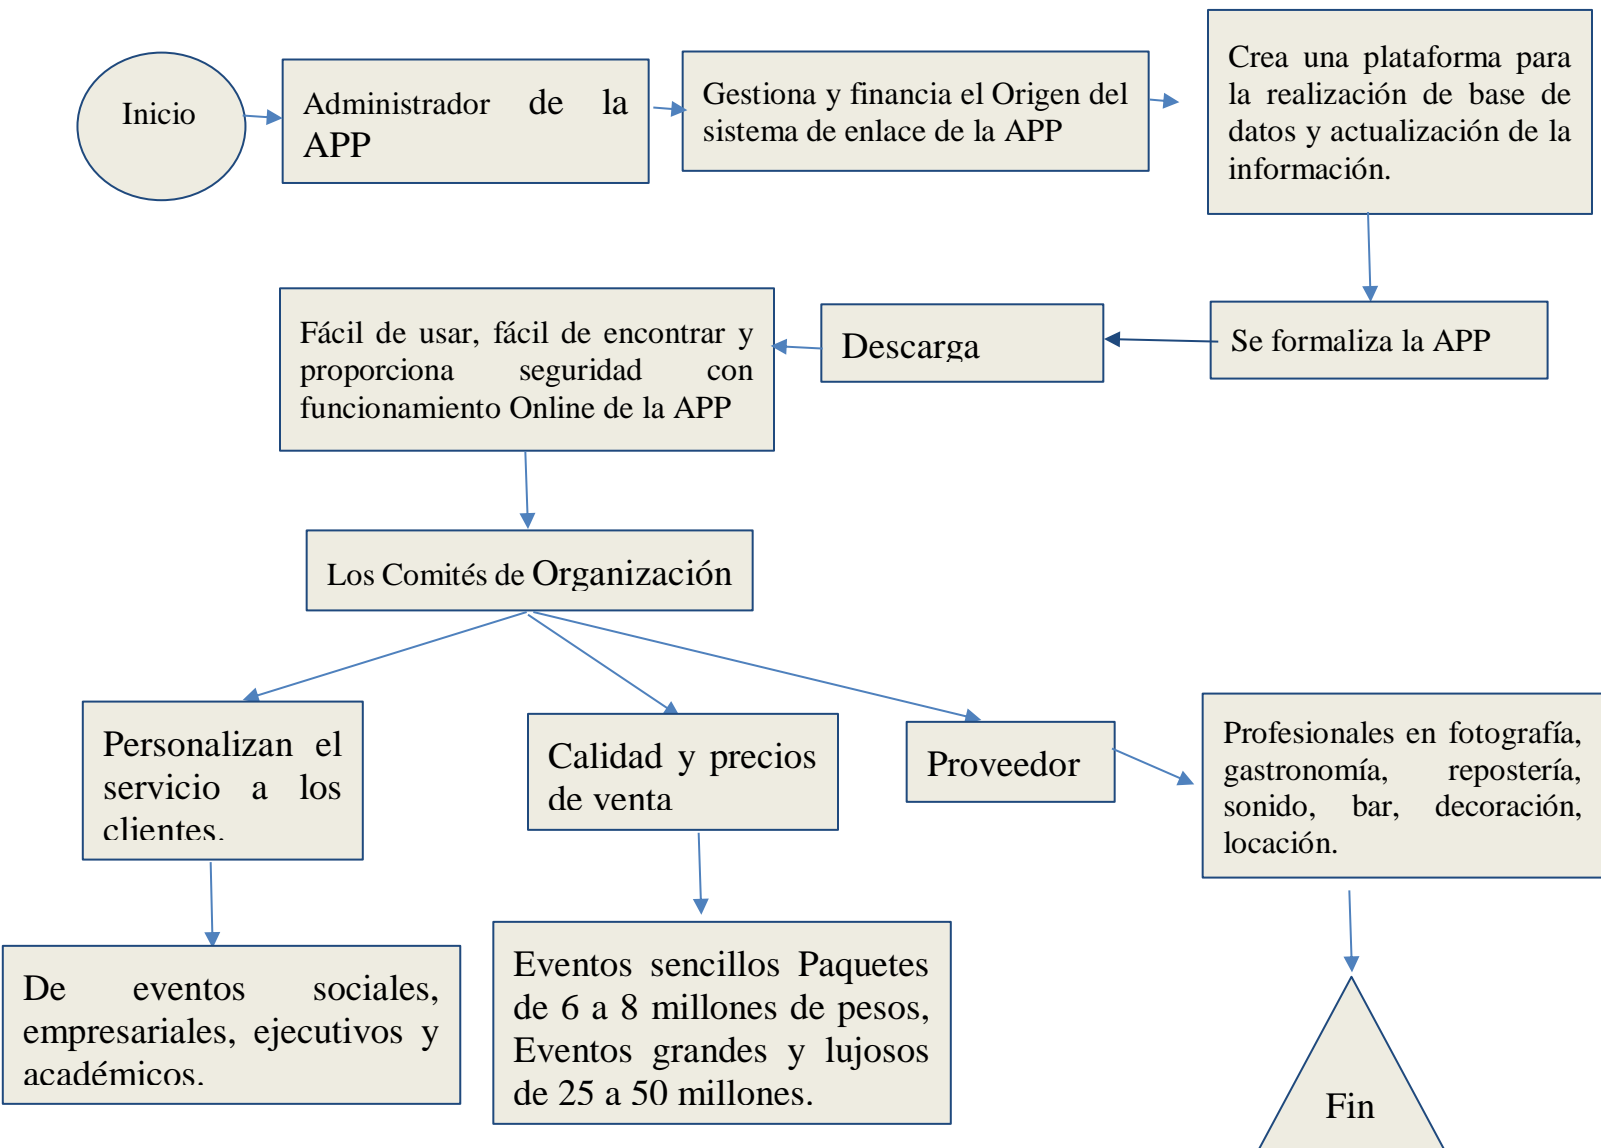 Inicio
Administrador de la
APP
Gestiona y financia el Origen del
sistema de enlace de la APP
Crea una plataforma para
la realización de base de
datos y actualización de la
información.
Fácil de usar, fácil de encontrar y
proporciona seguridad con
funcionamiento Online de la APP
Descarga
Se formaliza la APP
Los Comités de Organización
Personalizan el
servicio a los
clientes.
Calidad y precios
de venta
Proveedor
Profesionales en fotografía,
gastronomía, repostería,
sonido, bar, decoración,
locación.
De eventos sociales,
empresariales, ejecutivos y
académicos.
Eventos sencillos Paquetes
de 6 a 8 millones de pesos,
Eventos grandes y lujosos
de 25 a 50 millones.
Fin